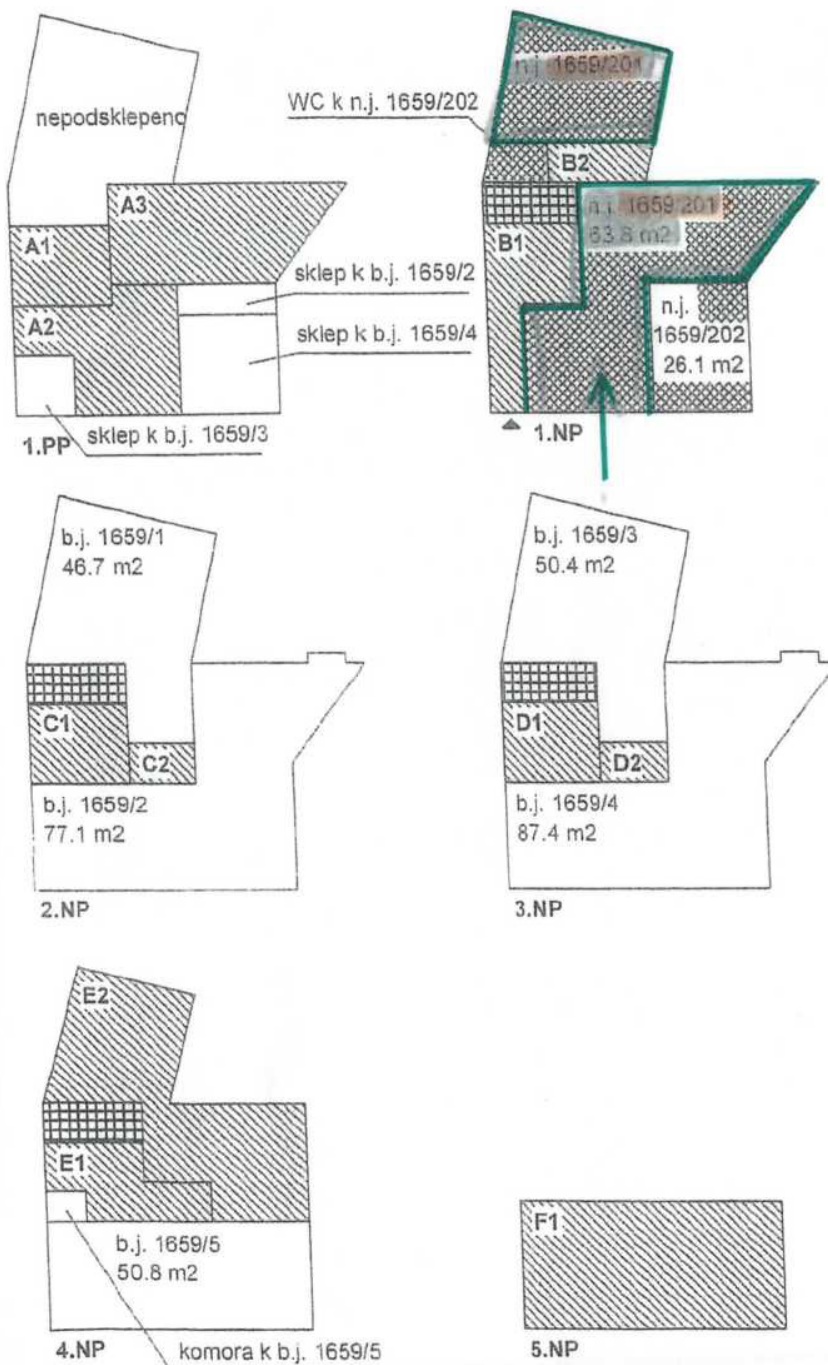 nepodsklepeno
A1
A3
A2
sklep k b.j. 1659/2
sklep k b.j. 1659/4
sklep k b.j. 1659/3
1.PP
WC k n.j. 1659/202
n.j. 1659/201
B2
n.j. 1659/201
63.8 m2
B1
n.j.
1659/202
26.1 m2
1.NP
b.j. 1659/1
46.7 m2
C1
C2
b.j. 1659/2
77.1 m2
2.NP
b.j. 1659/3
50.4 m2
D1
D2
b.j. 1659/4
87.4 m2
3.NP
E2
E1
b.j. 1659/5
50.8 m2
4.NP
komora k b.j. 1659/5
F1
5.NP